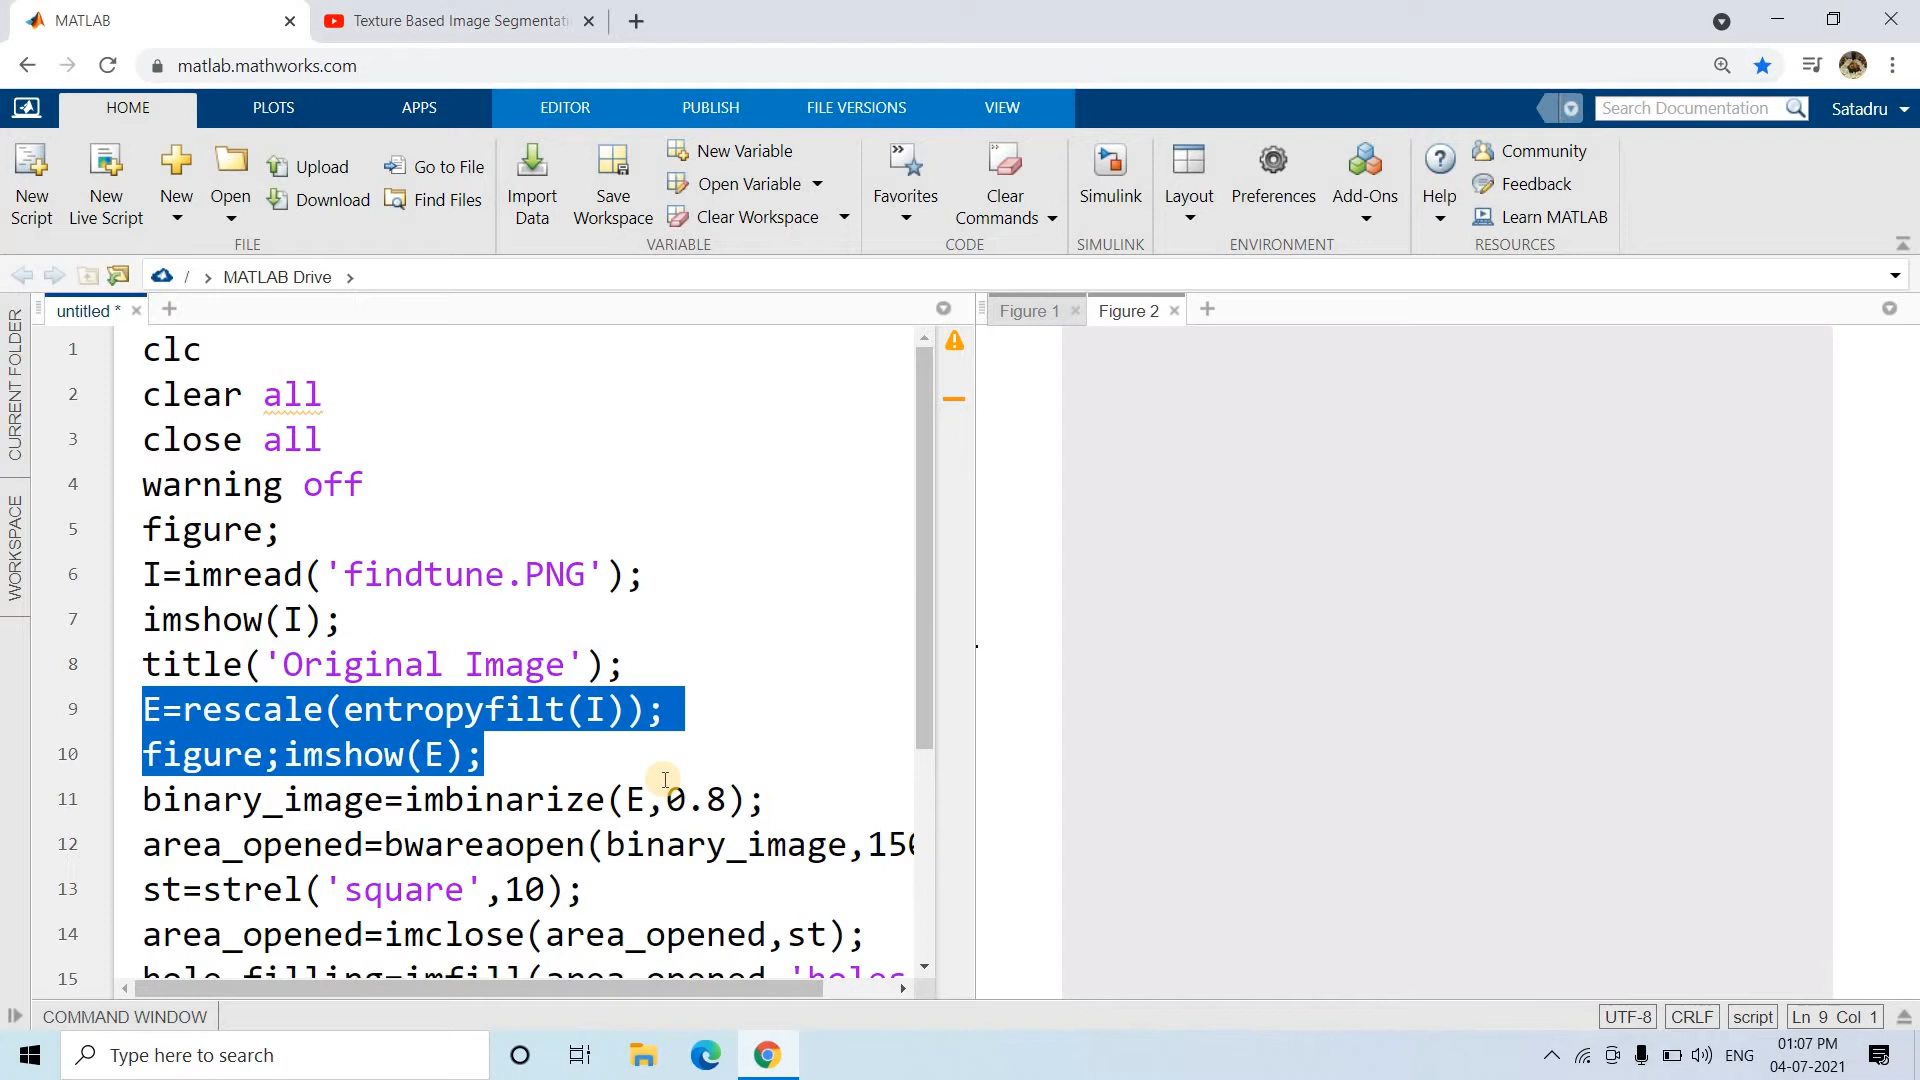 MATLAB
Texture Based Image Segmentati
matlab.mathworks.com
HOME PLOTS APPS EDITOR PUBLISH FILE VERSIONS VIEW
Search Documentation
Satadru
New Script
New Live Script
New
Open
Upload
Download
Go to File
Find Files
FILE
Import Data
Save Workspace
New Variable
Open Variable
Clear Workspace
VARIABLE
Favorites
Clear Commands
CODE
Simulink
SIMULINK
Layout
Preferences
Add-Ons
ENVIRONMENT
Help
Community
Feedback
Learn MATLAB
RESOURCES
/ > MATLAB Drive >
CURRENT FOLDER
WORKSPACE
untitled *
Figure 1
Figure 2
1 clc
2 clear all
3 close all
4 warning off
5 figure;
6 I=imread('findtune.PNG');
7 imshow(I);
8 title('Original Image');
9 E=rescale(entropyfilt(I));
10 figure;imshow(E);
11 binary_image=imbinarize(E,0.8);
12 area_opened=bwareaopen(binary_image,150
13 st=strel('square',10);
14 area_opened=imclose(area_opened,st);
15 hole_filling=imfill(area_opened,'holes
COMMAND WINDOW
UTF-8 CRLF script Ln 9 Col 1
Type here to search
ENG
01:07 PM
04-07-2021